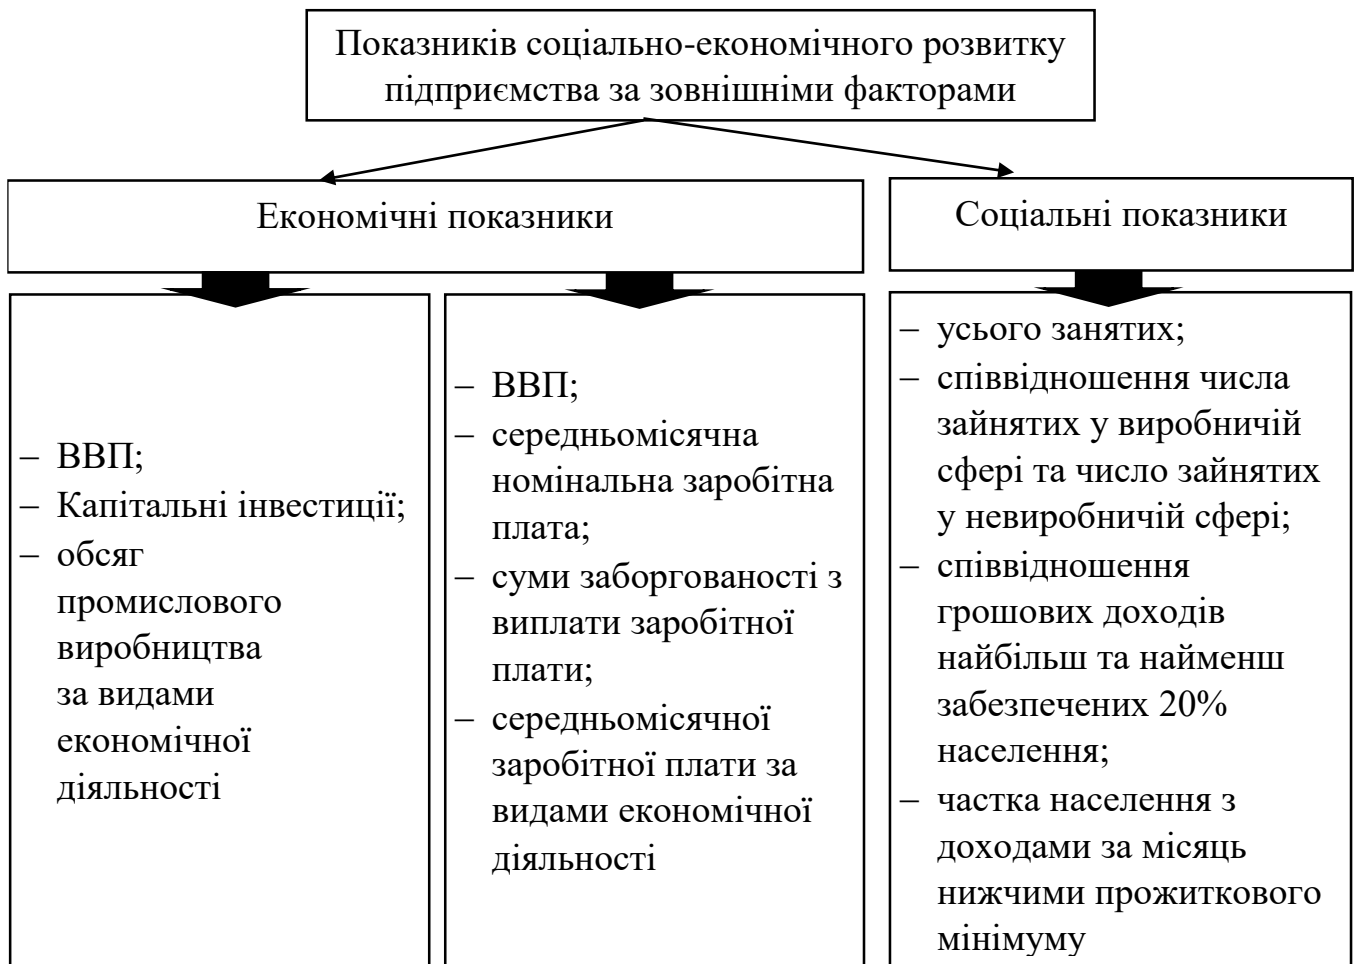 Показників соціально-економічного розвитку
підприємства за зовнішніми факторами
Економічні показники
Соціальні показники
– ВВП;
– Капітальні інвестиції;
– обсяг
промислового
виробництва
за видами
економічної
діяльності
– ВВП;
– середньомісячна
номінальна заробітна
плата;
– суми заборгованості з
виплати заробітної
плати;
– середньомісячної
заробітної плати за
видами економічної
діяльності
– усього занятих;
– співвідношення числа
зайнятих у виробничій
сфері та число зайнятих
у невиробничій сфері;
– співвідношення
грошових доходів
найбільш та найменш
забезпечених 20%
населення;
– частка населення з
доходами за місяць
нижчими прожиткового
мінімуму